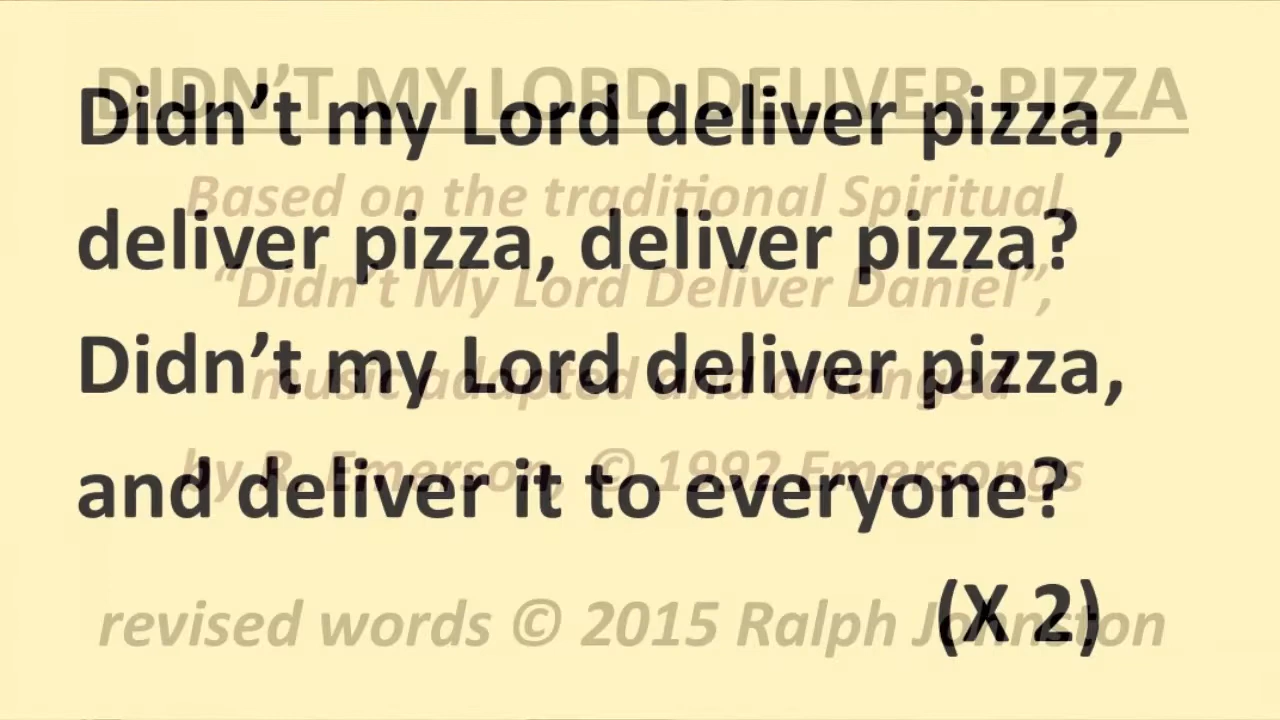 DIDN’T MY LORD DELIVER PIZZA
Didn’t my Lord deliver pizza,
Based on the traditional Spiritual,
deliver pizza, deliver pizza?
“Didn’t My Lord Deliver Daniel”,
Didn’t my Lord deliver pizza,
music adapted and arranged
by R. Emerson, © 1992 Emersongs
and deliver it to everyone?
(X 2)
revised words © 2015 Ralph Johnston